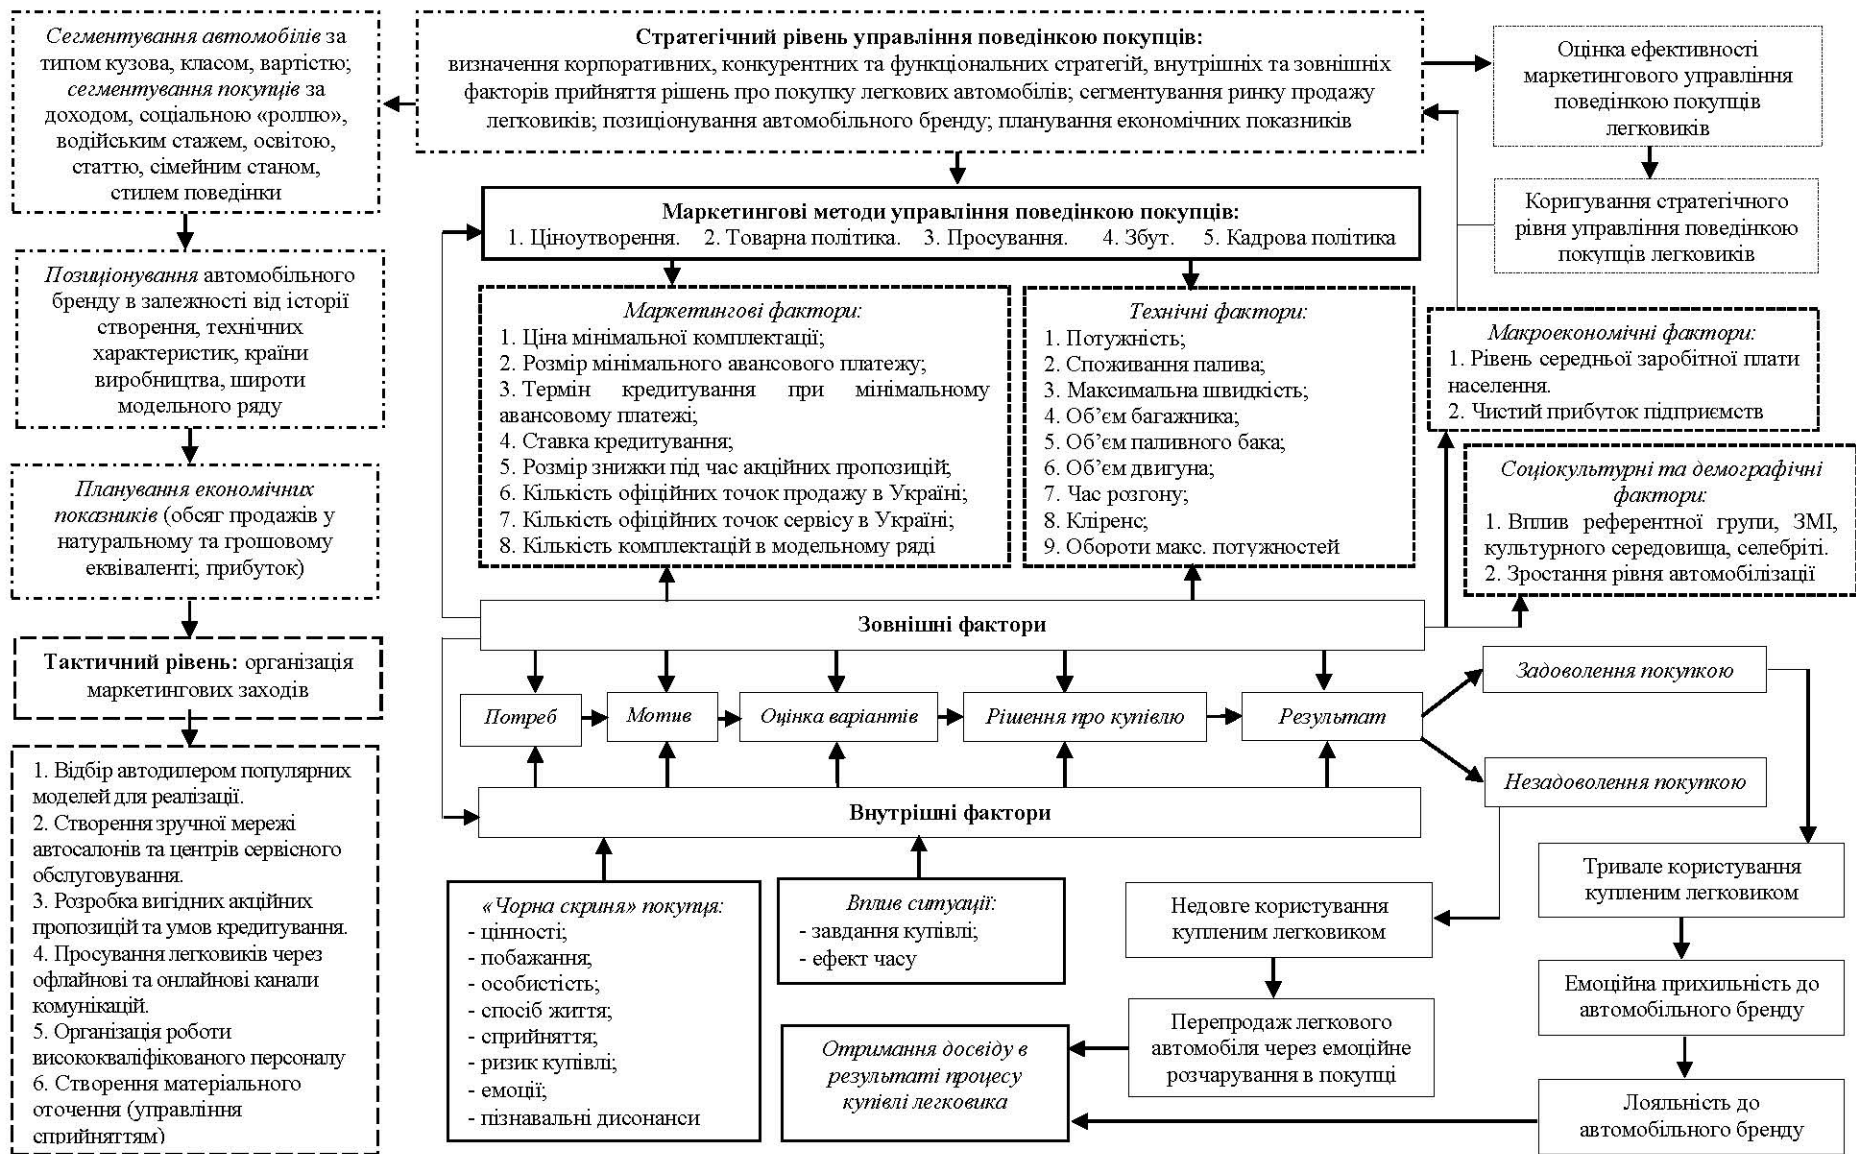 Сегментування автомобілів за
типом кузова, класом, вартістю;
сегментування покупців за
доходом, соціальною «роллю»,
водійським стажем, освітою,
статтю, сімейним станом,
стилем поведінки
Стратегічний рівень управління поведінкою покупців:
визначення корпоративних, конкурентних та функціональних стратегій, внутрішніх та зовнішніх
факторів прийняття рішень про покупку легкових автомобілів; сегментування ринку продажу
легковиків; позиціонування автомобільного бренду; планування економічних показників
Оцінка ефективності
маркетингового управління
поведінкою покупців
легковиків
Коригування стратегічного
рівня управління поведінкою
покупців легковиків
Маркетингові методи управління поведінкою покупців:
1. Ціноутворення. 2. Товарна політика. 3. Просування. 4. Збут. 5. Кадрова політика
Позиціонування автомобільного
бренду в залежності від історії
створення, технічних
характеристик, країни
виробництва, широти
модельного ряду
Маркетингові фактори:
1. Ціна мінімальної комплектації;
2. Розмір мінімального авансового платежу;
3. Термін кредитування при мінімальному
авансовому платежі;
4. Ставка кредитування;
5. Розмір знижки під час акційних пропозицій;
6. Кількість офіційних точок продажу в Україні;
7. Кількість офіційних точок сервісу в Україні;
8. Кількість комплектацій в модельному ряді
Технічні фактори:
1. Потужність;
2. Споживання палива;
3. Максимальна швидкість;
4. Об’єм багажника;
5. Об’єм паливного бака;
6. Об’єм двигуна;
7. Час розгону;
8. Кліренс;
9. Обороти макс. потужностей
Макроекономічні фактори:
1. Рівень середньої заробітної плати
населення.
2. Чистий прибуток підприємств
Соціокультурні та демографічні
фактори:
1. Вплив референтної групи, ЗМІ,
культурного середовища, селебріті.
2. Зростання рівня автомобілізації
Планування економічних
показників (обсяг продажів у
натуральному та грошовому
еквіваленті; прибуток)
Зовнішні фактори
Тактичний рівень: організація
маркетингових заходів
Потреб
Мотив
Оцінка варіантів
Рішення про купівлю
Результат
Задоволення покупкою
Незадоволення покупкою
Внутрішні фактори
1. Відбір автодилером популярних
моделей для реалізації.
2. Створення зручної мережі
автосалонів та центрів сервісного
обслуговування.
3. Розробка вигідних акційних
пропозицій та умов кредитування.
4. Просування легковиків через
офлайнові та онлайнові канали
комунікацій.
5. Організація роботи
висококваліфікованого персоналу
6. Створення матеріального
оточення (управління
сприйняттям)
«Чорна скриня» покупця:
- цінності;
- побажання;
- особистість;
- спосіб життя;
- сприйняття;
- ризик купівлі;
- емоції;
- пізнавальні дисонанси
Вплив ситуації:
- завдання купівлі;
- ефект часу
Недовге користування
купленим легковиком
Тривале користування
купленим легковиком
Перепродаж легкового
автомобіля через емоційне
розчарування в покупці
Емоційна прихильність до
автомобільного бренду
Отримання досвіду в
результаті процесу
купівлі легковика
Лояльність до
автомобільного бренду